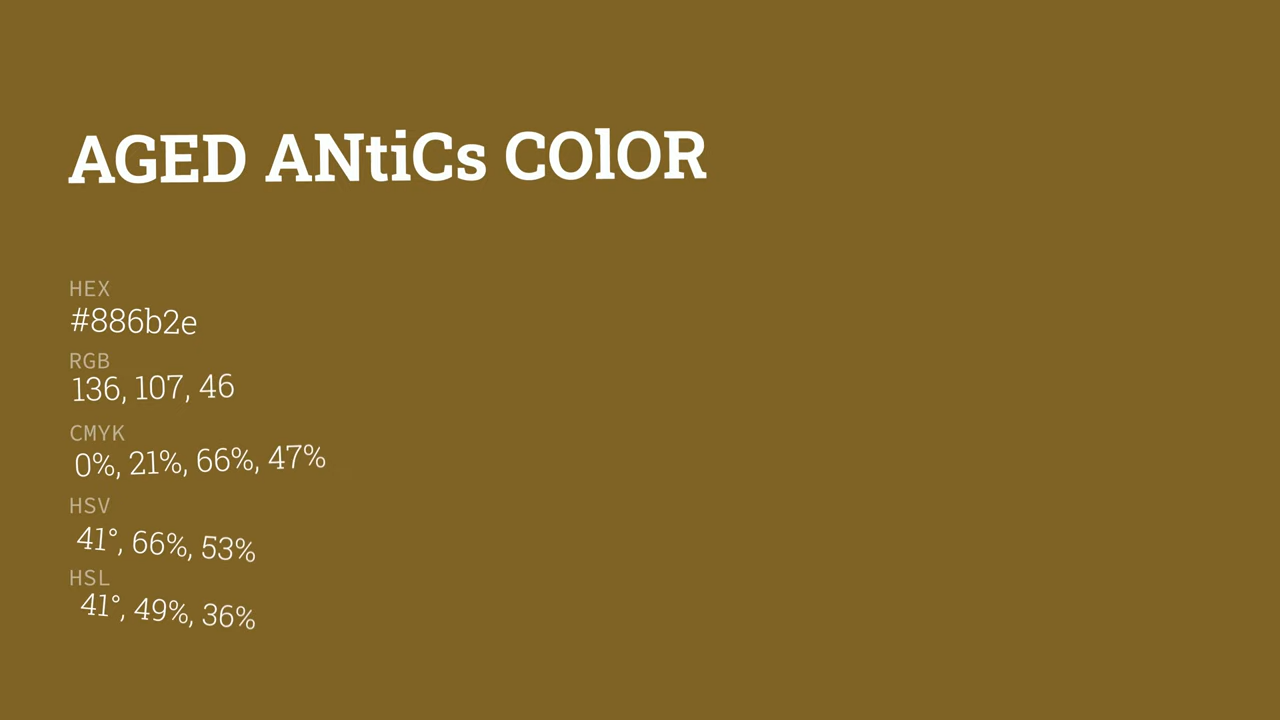 AGED ANtiCs COlOR
HEX
#886b2e
RGB
136, 107, 46
CMYK
0%, 21%, 66%, 47%
HSV
41°, 66%, 53%
HSL
41°, 49%, 36%